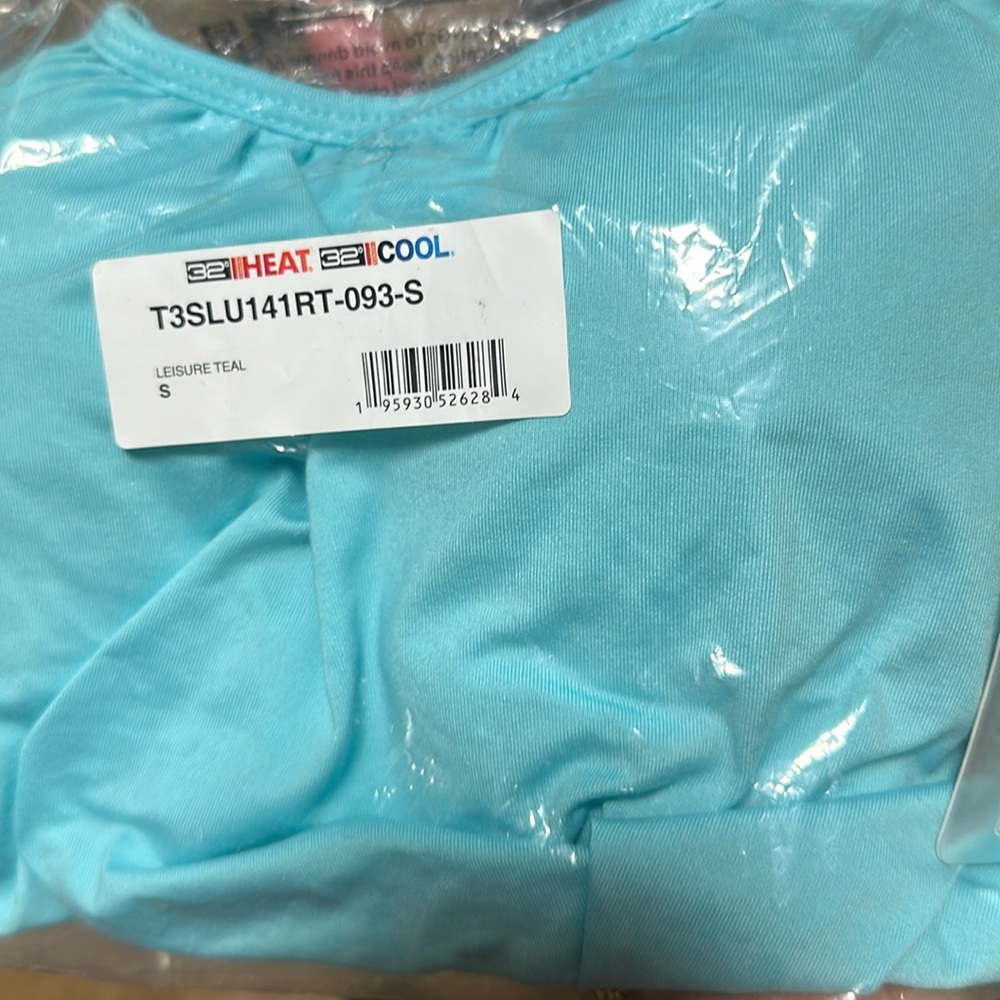 32° HEAT. 32° COOL.
T3SLU141RT-093-S
LEISURE TEAL
S
1 95930 52628 4